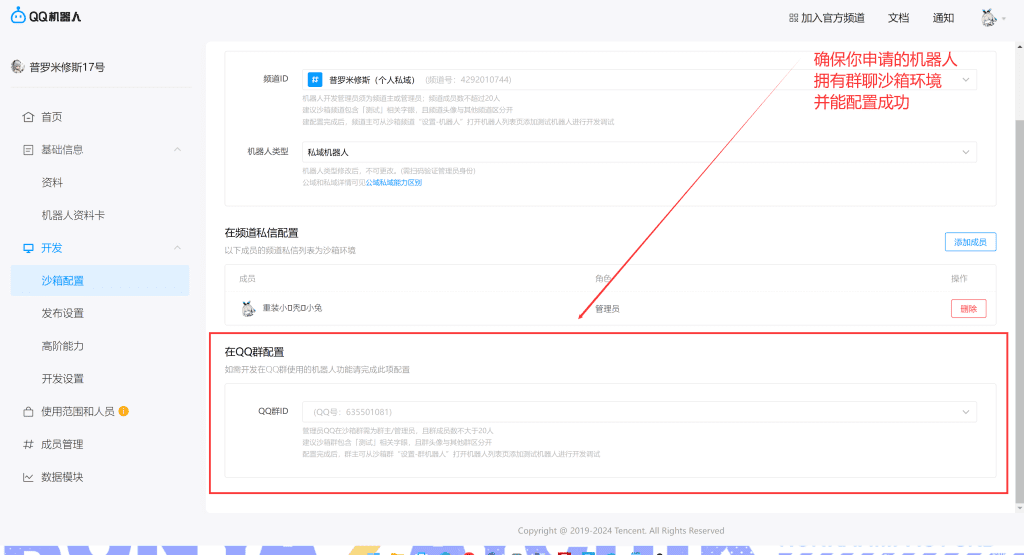 QQ机器人
加入官方频道 文档 通知
普罗米修斯17号
首页
基础信息
资料
机器人资料卡
开发
沙箱配置
发布设置
高阶能力
开发设置
使用范围和人员
成员管理
数据模块
确保你申请的机器人
拥有群聊沙箱环境
并能配置成功
频道ID # 普罗米修斯（个人私域） （频道号：4292010744）
机器人开发管理员须为频道主或管理员；频道成员数不超过20人
建议沙箱频道包含「测试」相关字眼，且频道头像与其他频道区分开
建配置完成后，频道主可从沙箱频道“设置-机器人”打开机器人列表页添加测试机器人进行开发调试
机器人类型 私域机器人
机器人类型修改后，不可更改。(需扫码验证管理员身份)
公域和私域详情可见公域私域能力区别
在频道私信配置
以下成员的频道私信列表为沙箱环境
添加成员
成员 角色 操作
重装小秃小兔 管理员 删除
在QQ群配置
如需开发在QQ群使用的机器人功能请完成此项配置
QQ群ID （QQ号：635501081）
管理员QQ在沙箱群需为群主/管理员，且群成员数不大于20人
建议沙箱群包含「测试」相关字眼，且群头像与其他群区分开
配置完成后，群主可从沙箱群“设置-群机器人”打开机器人列表页添加测试机器人进行开发调试
Copyright @ 2019-2024 Tencent. All Rights Reserved